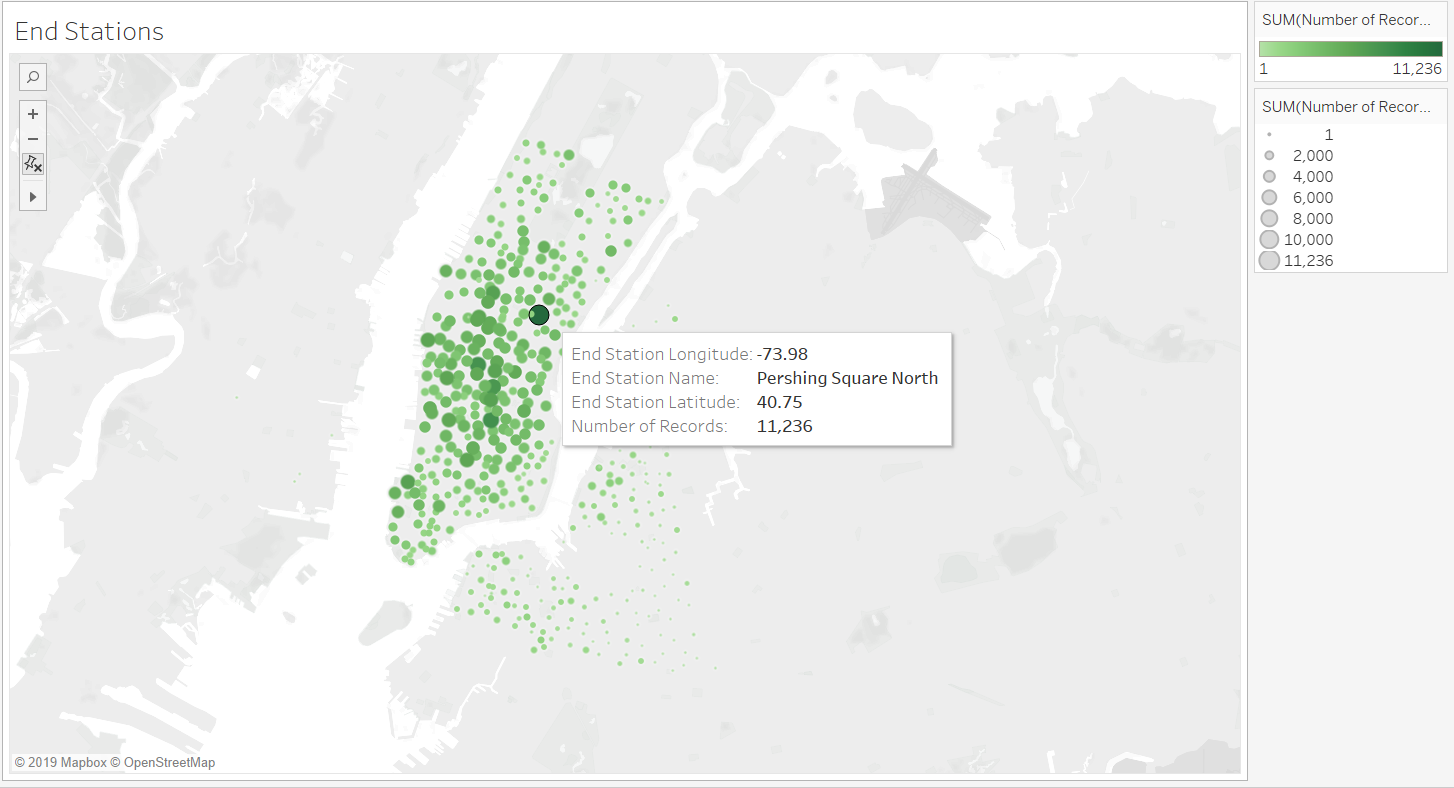 End Stations
SUM(Number of Recor...
1 11,236
SUM(Number of Recor...
1
2,000
4,000
6,000
8,000
10,000
11,236
End Station Longitude: -73.98
End Station Name: Pershing Square North
End Station Latitude: 40.75
Number of Records: 11,236
© 2019 Mapbox © OpenStreetMap